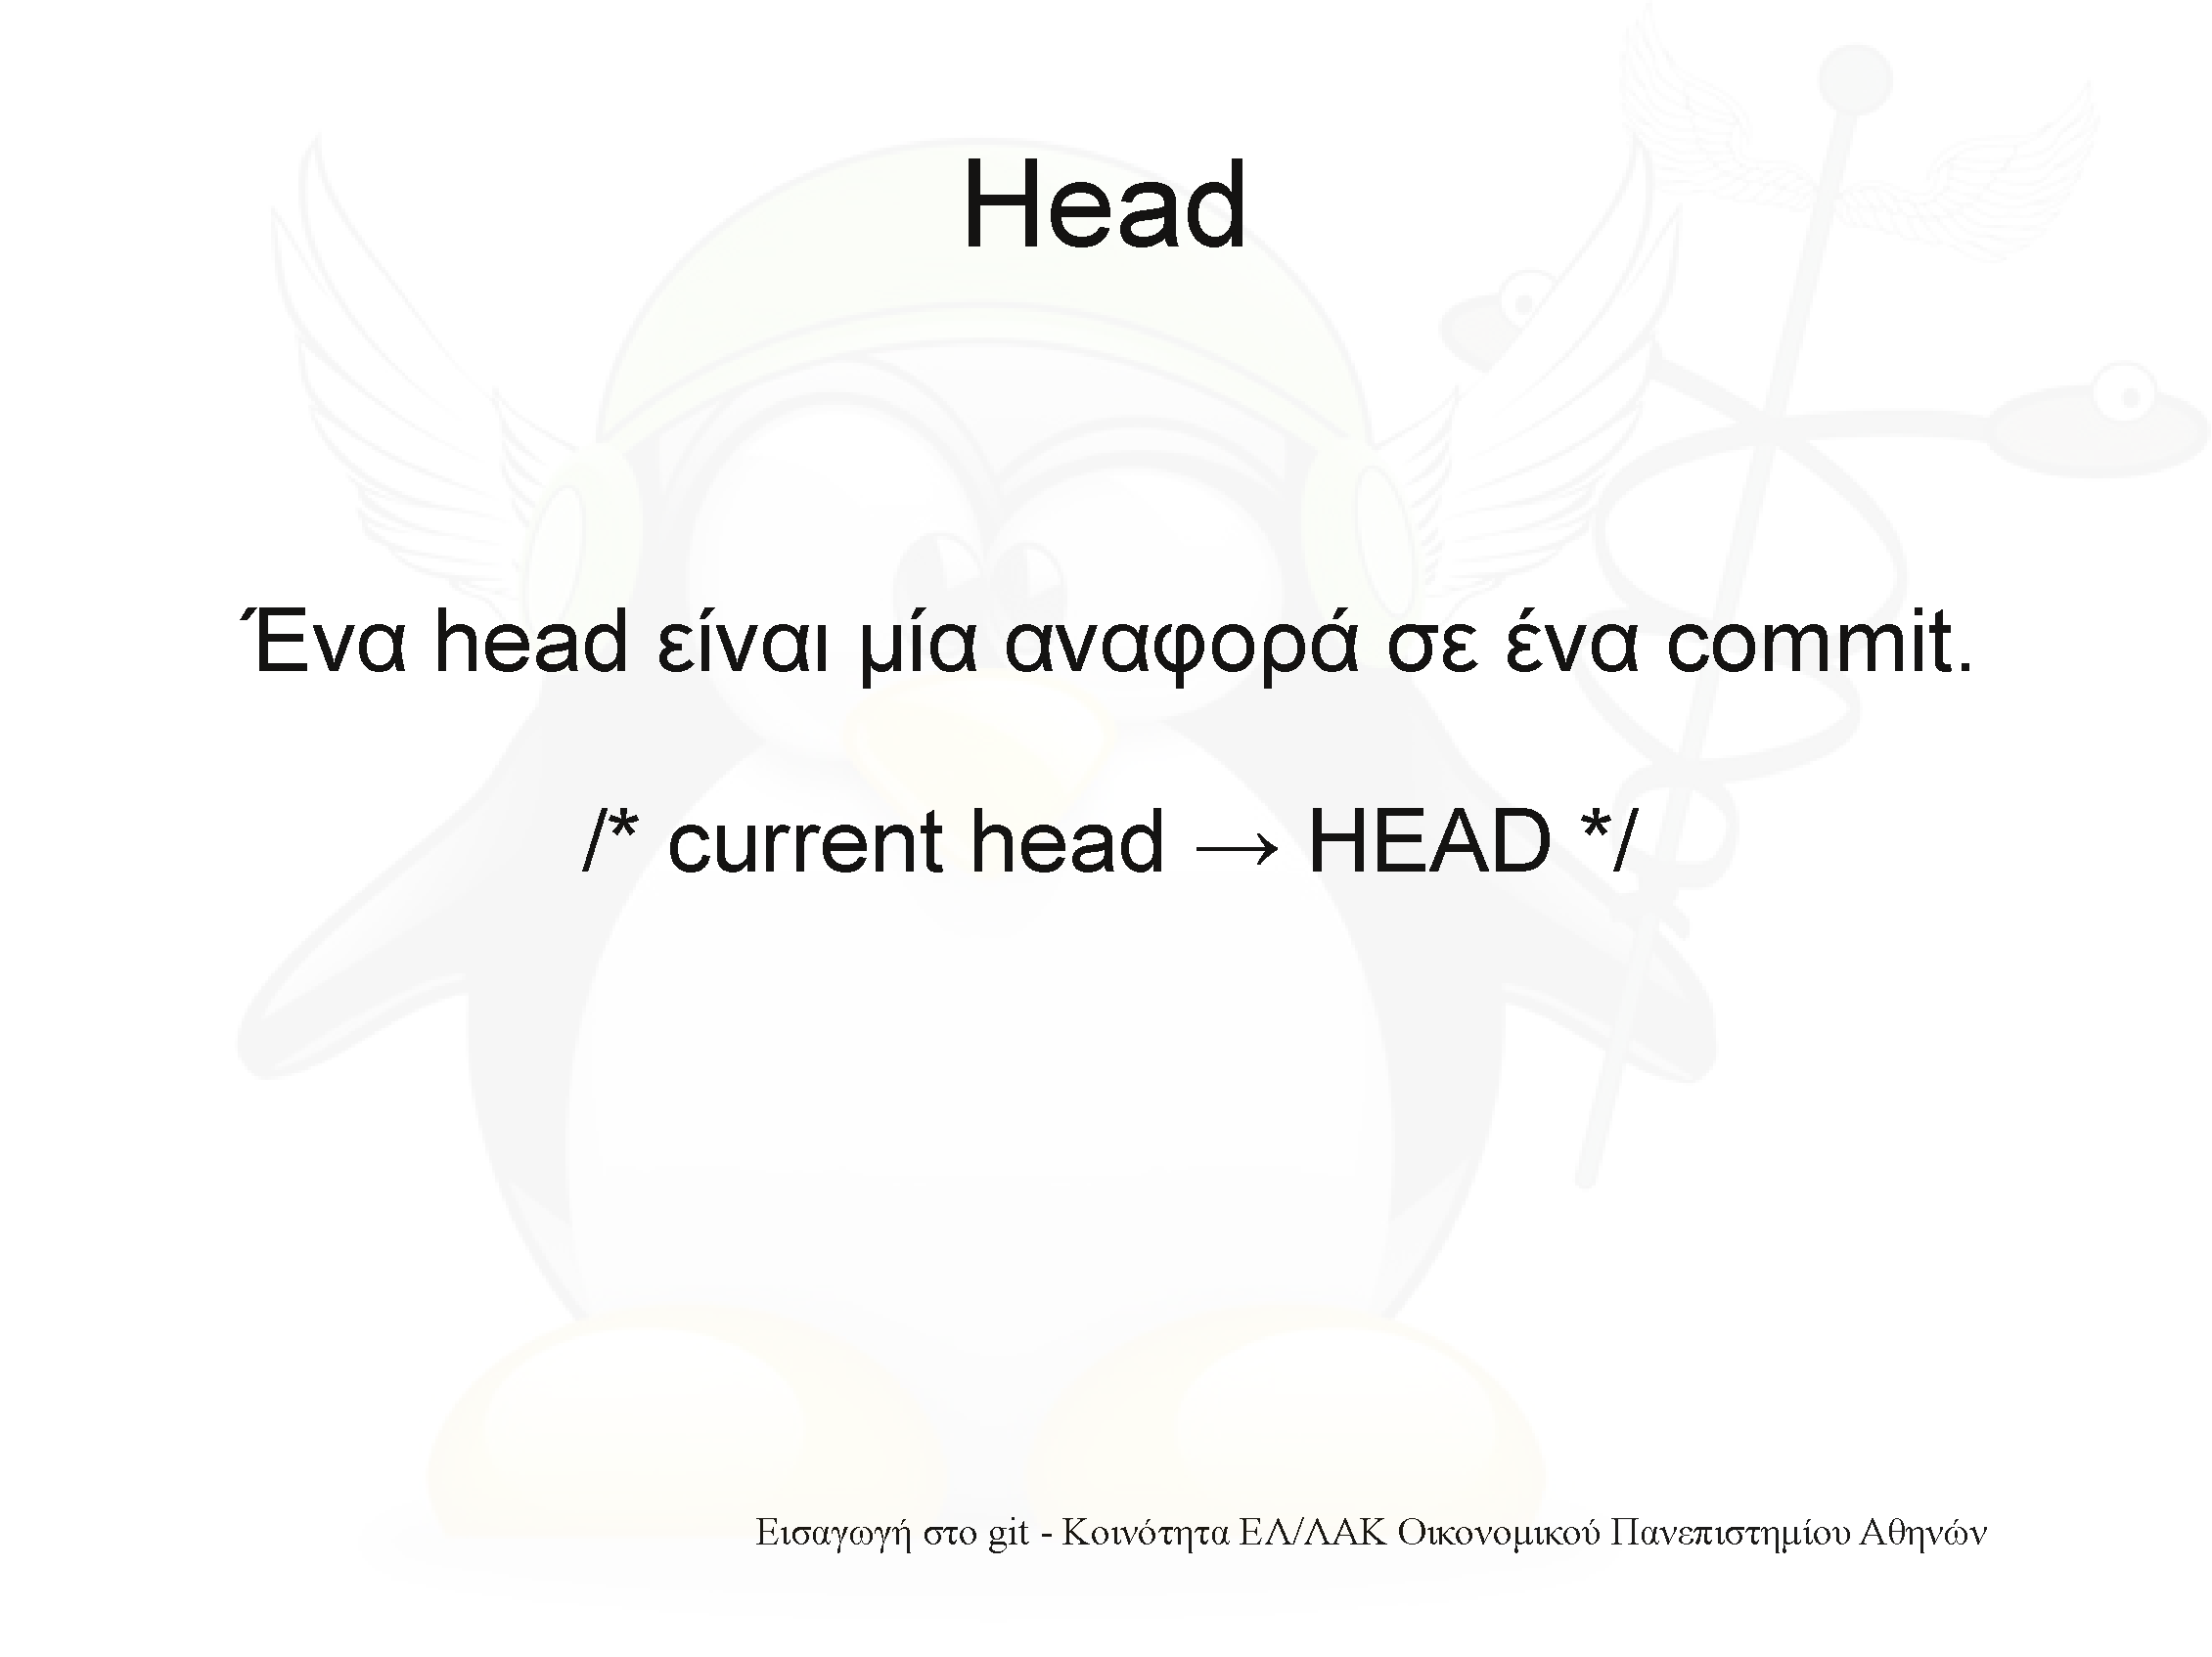 Head
Ένα head είναι μία αναφορά σε ένα commit.
/* current head → HEAD */
Εισαγωγή στο git - Κοινότητα ΕΛ/ΛΑΚ Οικονομικού Πανεπιστημίου Αθηνών